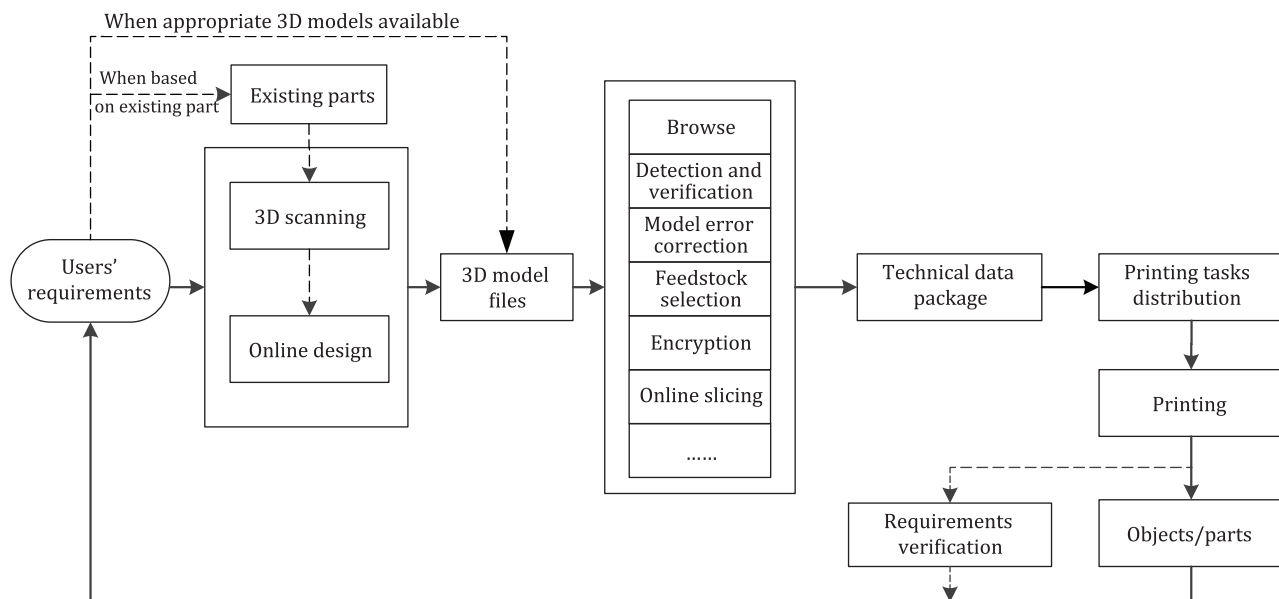 When appropriate 3D models available
When based
on existing part
Existing parts
3D scanning
Online design
Users’
requirements
3D model
files
Browse
Detection and
verification
Model error
correction
Feedstock
selection
Encryption
Online slicing
……
Technical data
package
Printing tasks
distribution
Printing
Requirements
verification
Objects/parts